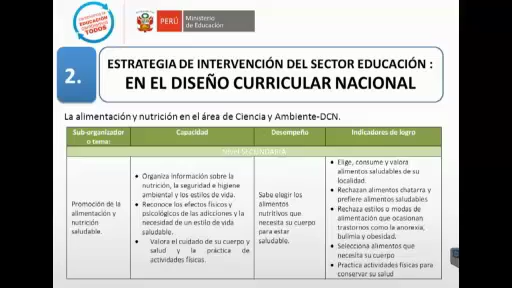 EDUCACIÓN
TODOS
PERÚ
Ministerio
de Educación
2.
ESTRATEGIA DE INTERVENCIÓN DEL SECTOR EDUCACIÓN :
EN EL DISEÑO CURRICULAR NACIONAL
La alimentación y nutrición en el área de Ciencia y Ambiente-DCN.
Sub-organizador
o tema:
Capacidad
Desempeño
Indicadores de logro
NIVEL SECUNDARIA
Promoción de la
alimentación y
nutrición
saludable.
• Organiza información sobre la
nutrición, la seguridad e higiene
ambiental y los estilos de vida.
• Reconoce los efectos físicos y
psicológicos de las adicciones y la
necesidad de un estilo de vida
saludable.
• Valora el cuidado de su cuerpo y
salud y la práctica de
actividades físicas.
Sabe elegir los
alimentos
nutritivos que
necesita su cuerpo
para estar
saludable.
• Elige, consume y valora
alimentos saludables de su
localidad.
• Rechazan alimentos chatarra y
prefiere alimentos saludables
• Rechaza estilos o modas de
alimentación que ocasionan
trastornos como la anorexia,
bulimia y obesidad.
• Selecciona alimentos que
necesita su cuerpo
• Practica actividades físicas para
conservar su salud